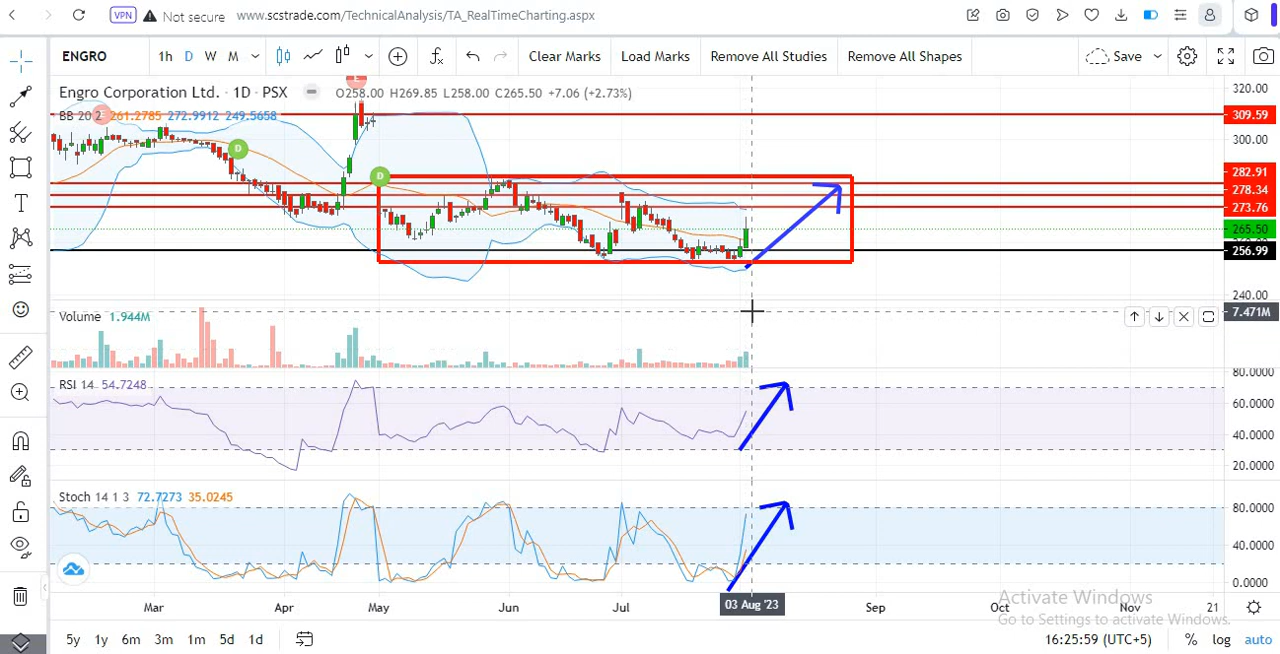 VPN Not secure www.scstrade.com/TechnicalAnalysis/TA_RealTimeCharting.aspx
ENGRO 1h D W M Clear Marks Load Marks Remove All Studies Remove All Shapes Save
Engro Corporation Ltd. · 1D · PSX O258.00 H269.85 L258.00 C265.50 +7.06 (+2.73%)
BB 20 2 261.2785 272.9912 249.5658
E
D
D
320.00
309.59
300.00
282.91
278.34
273.76
265.50
256.99
240.00
Volume 1.944M
7.471M
RSI 14 54.7248
80.0000
60.0000
40.0000
20.0000
Stoch 14 1 3 72.7273 35.0245
80.0000
40.0000
0.0000
Mar Apr May Jun Jul 03 Aug '23 Sep Oct Nov 21
Activate Windows
Go to Settings to activate Windows.
5y 1y 6m 3m 1m 5d 1d 16:25:59 (UTC+5) % log auto